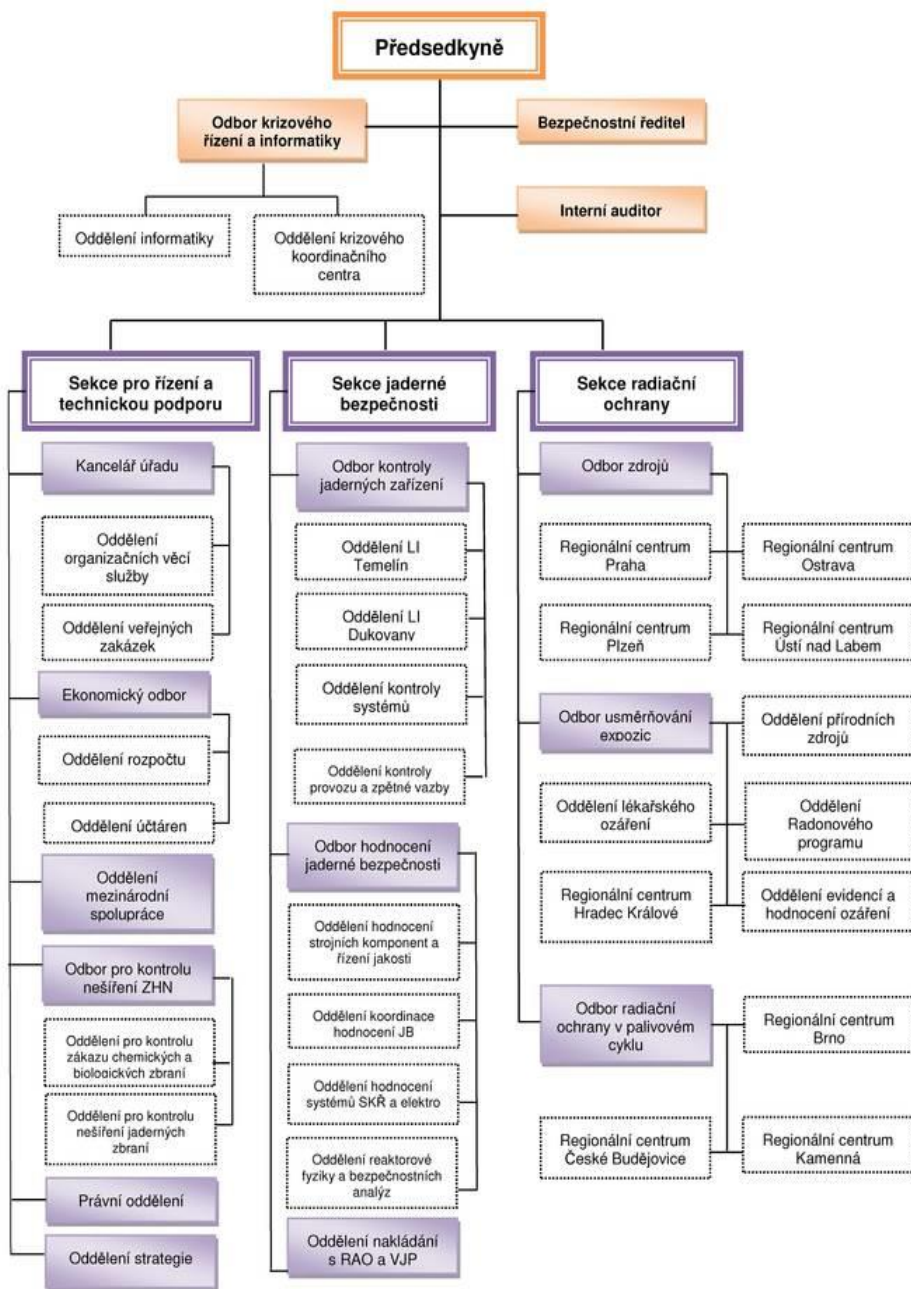 Předsedkyně
Odbor krizového
řízení a informatiky
Bezpečnostní ředitel
Interní auditor
Oddělení informatiky
Oddělení krizového
koordinačního
centra
Sekce pro řízení a
technickou podporu
Kancelář úřadu
Oddělení
organizačních věcí
služby
Oddělení veřejných
zakázek
Ekonomický odbor
Oddělení rozpočtu
Oddělení účtáren
Oddělení
mezinárodní
spolupráce
Odbor pro kontrolu
nešíření ZHN
Oddělení pro kontrolu
zákazu chemických a
biologických zbraní
Oddělení pro kontrolu
nešíření jaderných
zbraní
Právní oddělení
Oddělení strategie
Sekce jaderné
bezpečnosti
Odbor kontroly
jaderných zařízení
Oddělení LI
Temelín
Oddělení LI
Dukovany
Oddělení kontroly
systémů
Oddělení kontroly
provozu a zpětné vazby
Odbor hodnocení
jaderné bezpečnosti
Oddělení hodnocení
strojních komponent a
řízení jakosti
Oddělení koordinace
hodnocení JB
Oddělení hodnocení
systémů SKŘ a elektro
Oddělení reaktorové
fyziky a bezpečnostních
analýz
Oddělení nakládání
s RAO a VJP
Sekce radiační
ochrany
Odbor zdrojů
Regionální centrum
Praha
Regionální centrum
Ostrava
Regionální centrum
Plzeň
Regionální centrum
Ústí nad Labem
Odbor usměrňování
expozic
Oddělení přírodních
zdrojů
Oddělení lékařského
ozáření
Oddělení
Radonového
programu
Regionální centrum
Hradec Králové
Oddělení evidencí a
hodnocení ozáření
Odbor radiační
ochrany v palivovém
cyklu
Regionální centrum
Brno
Regionální centrum
České Budějovice
Regionální centrum
Kamenná